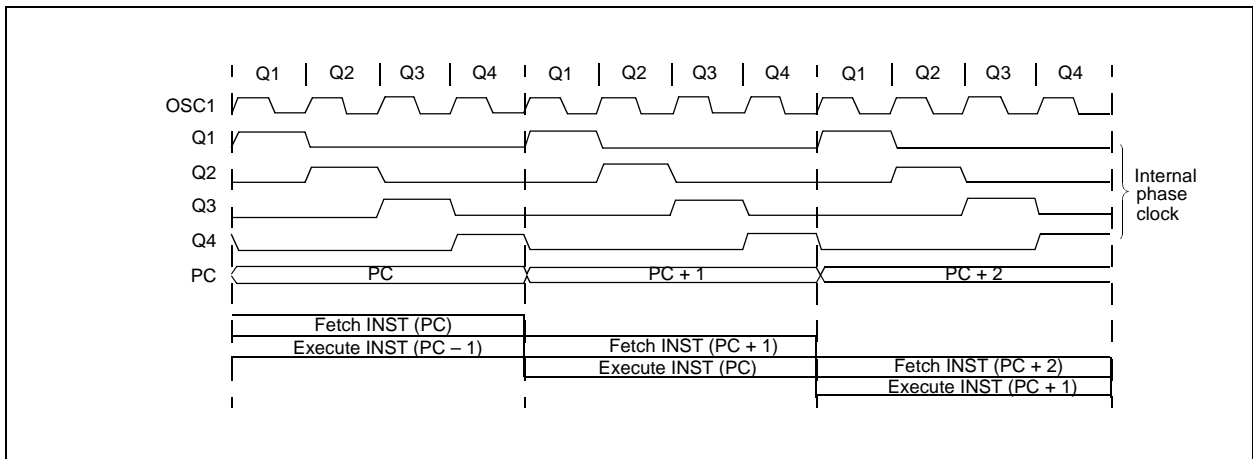 Q1 Q2 Q3 Q4 Q1 Q2 Q3 Q4 Q1 Q2 Q3 Q4
OSC1
Q1
Q2
Q3
Q4
PC
Internal
phase
clock
PC PC + 1 PC + 2
Fetch INST (PC)
Execute INST (PC – 1) Fetch INST (PC + 1)
Execute INST (PC) Fetch INST (PC + 2)
Execute INST (PC + 1)